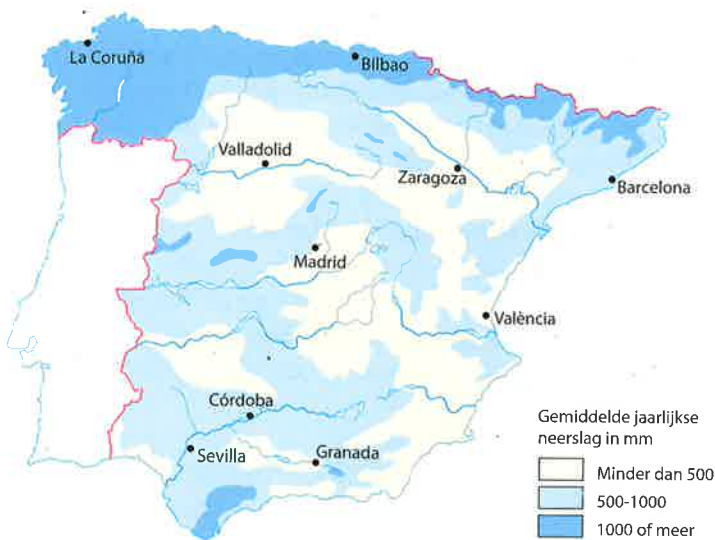 La Coruña
Bilbao
Valladolid
Zaragoza
Barcelona
Madrid
València
Córdoba
Sevilla
Granada
Gemiddelde jaarlijkse
neerslag in mm
Minder dan 500
500-1000
1000 of meer